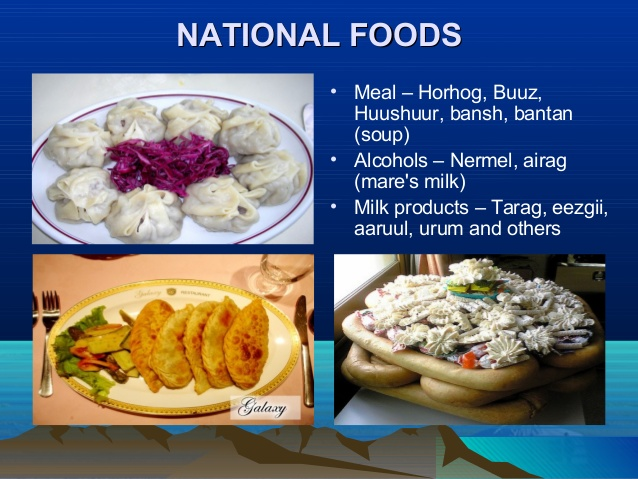 NATIONAL FOODS
• Meal – Horhog, Buuz,
Huushuur, bansh, bantan
(soup)
• Alcohols – Nermel, airag
(mare's milk)
• Milk products – Tarag, eezgii,
aaruul, urum and others
Galaxy